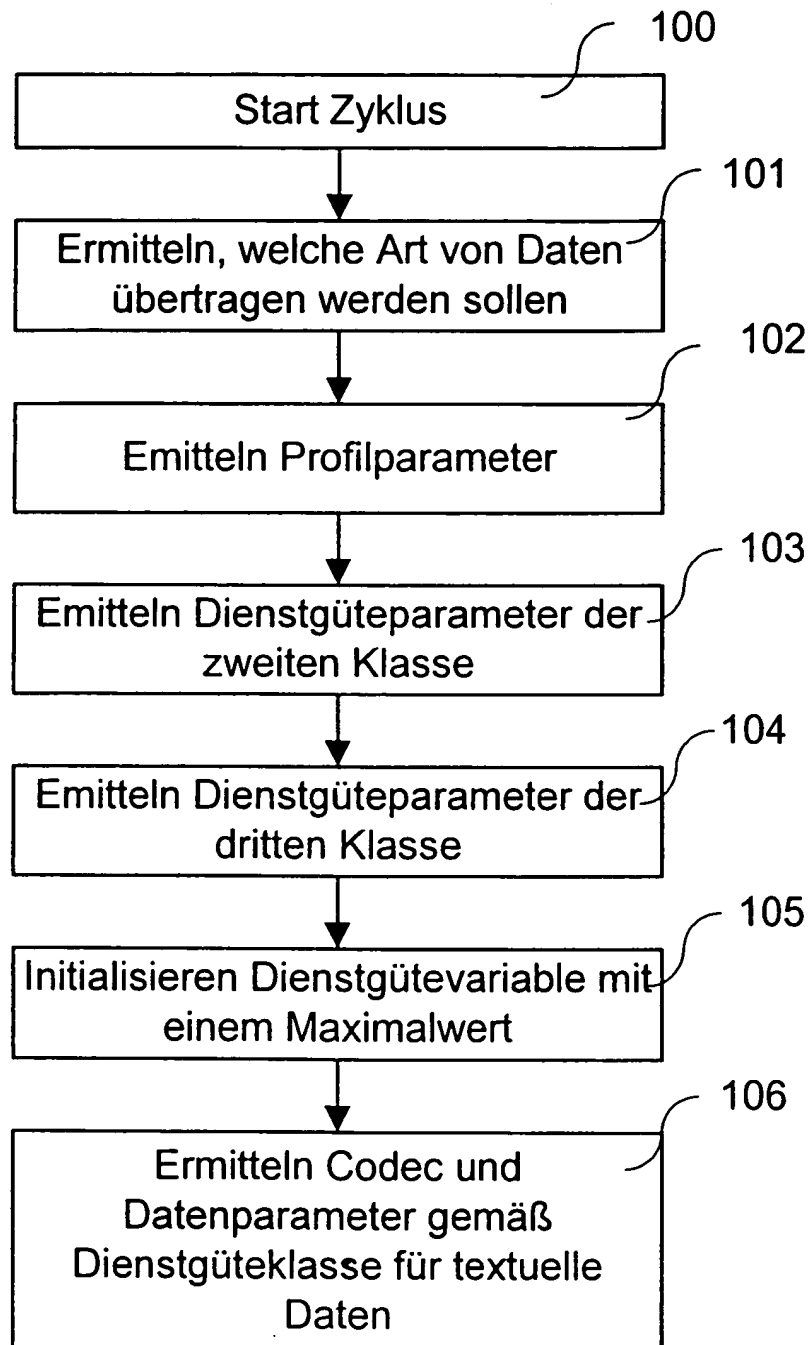 100
Start Zyklus
101
Ermitteln, welche Art von Daten
übertragen werden sollen
102
Emitteln Profilparameter
103
Emitteln Dienstgüteparameter der
zweiten Klasse
104
Emitteln Dienstgüteparameter der
dritten Klasse
105
Initialisieren Dienstgütevariable mit
einem Maximalwert
106
Ermitteln Codec und
Datenparameter gemäß
Dienstgüteklasse für textuelle
Daten